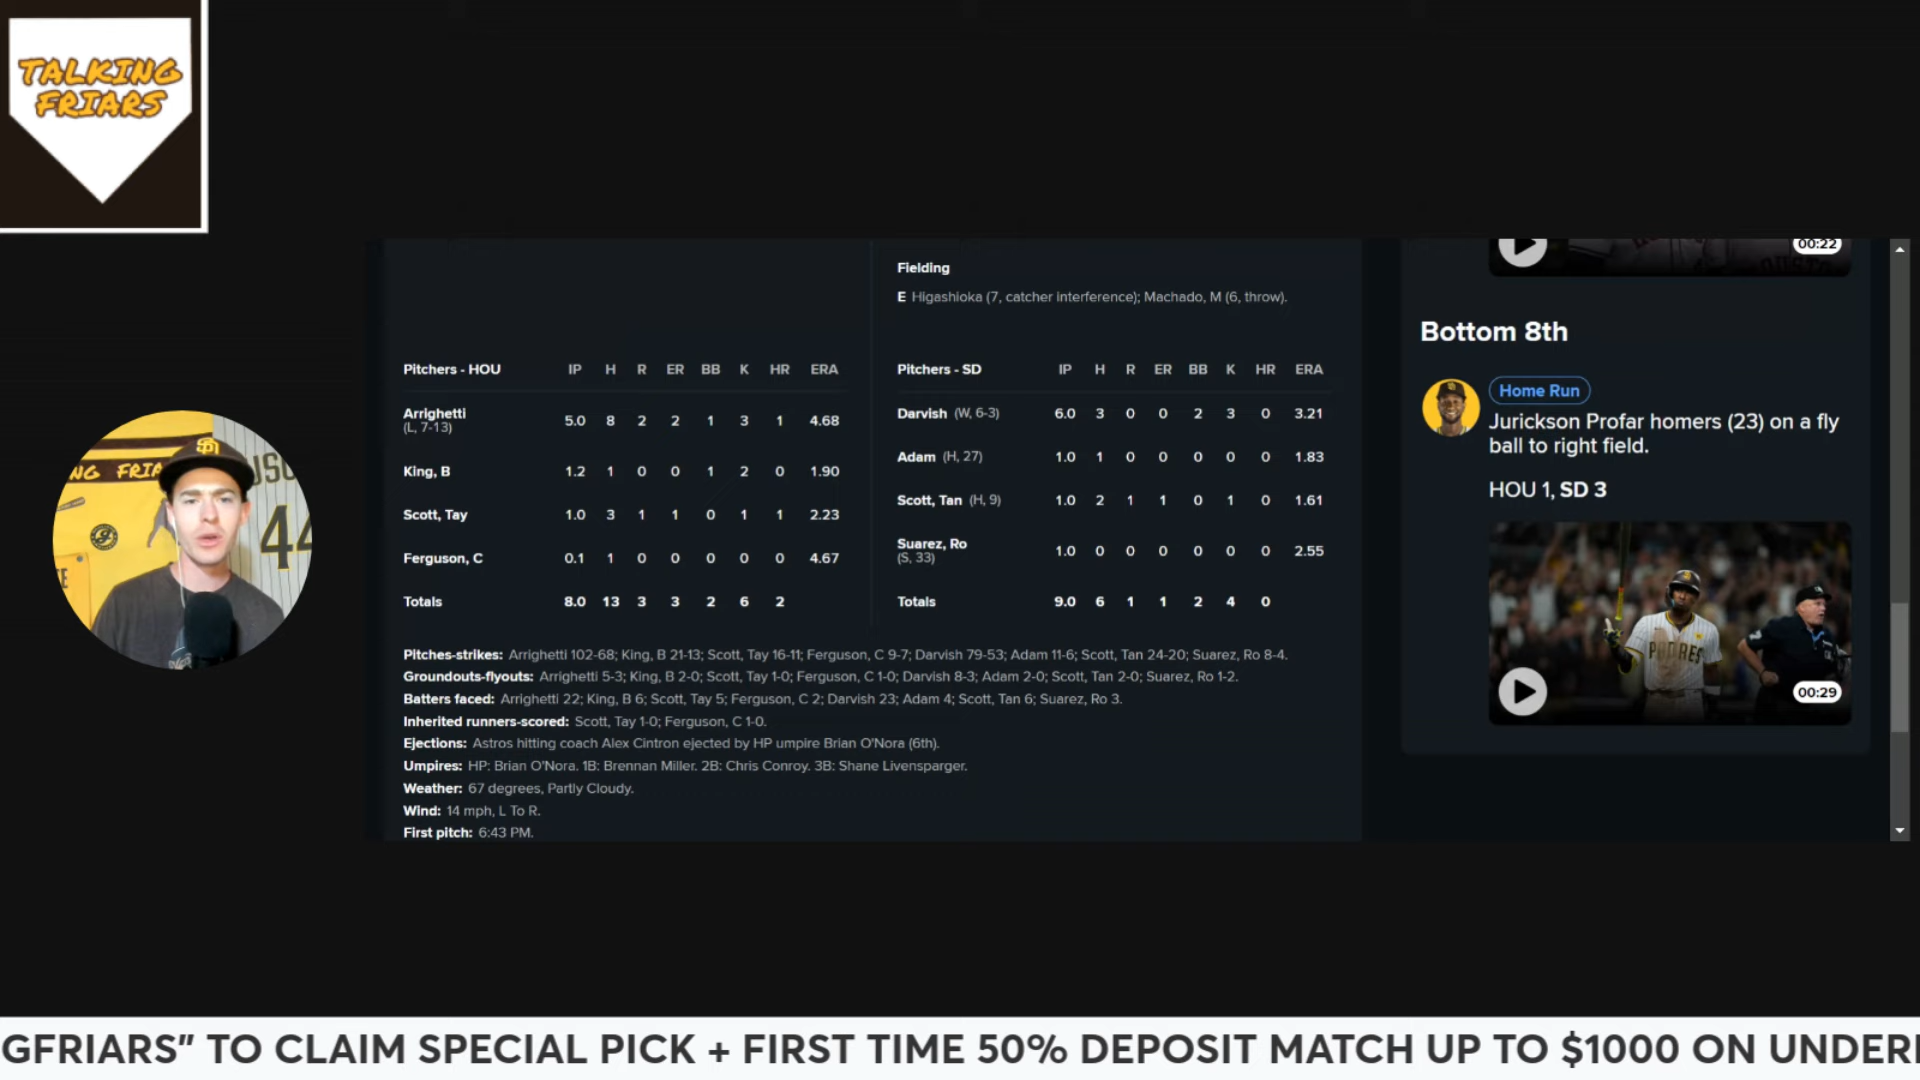 TALKING
FRIARS
NG FRIA
44
Fielding
E Higashioka (7, catcher interference); Machado, M (6, throw).
Pitchers - HOU IP H R ER BB K HR ERA
Arrighetti (L, 7-13) 5.0 8 2 2 1 3 1 4.68
King, B 1.2 1 0 0 1 2 0 1.90
Scott, Tay 1.0 3 1 1 0 1 1 2.23
Ferguson, C 0.1 1 0 0 0 0 0 4.67
Totals 8.0 13 3 3 2 6 2
Pitchers - SD IP H R ER BB K HR ERA
Darvish (W, 6-3) 6.0 3 0 0 2 3 0 3.21
Adam (H, 27) 1.0 1 0 0 0 0 0 1.83
Scott, Tan (H, 9) 1.0 2 1 1 0 1 0 1.61
Suarez, Ro (S, 33) 1.0 0 0 0 0 0 0 2.55
Totals 9.0 6 1 1 2 4 0
Pitches-strikes: Arrighetti 102-68; King, B 21-13; Scott, Tay 16-11; Ferguson, C 9-7; Darvish 79-53; Adam 11-6; Scott, Tan 24-20; Suarez, Ro 8-4.
Groundouts-flyouts: Arrighetti 5-3; King, B 2-0; Scott, Tay 1-0; Ferguson, C 1-0; Darvish 8-3; Adam 2-0; Scott, Tan 2-0; Suarez, Ro 1-2.
Batters faced: Arrighetti 22; King, B 6; Scott, Tay 5; Ferguson, C 2; Darvish 23; Adam 4; Scott, Tan 6; Suarez, Ro 3.
Inherited runners-scored: Scott, Tay 1-0; Ferguson, C 1-0.
Ejections: Astros hitting coach Alex Cintron ejected by HP umpire Brian O'Nora (6th).
Umpires: HP: Brian O'Nora. 1B: Brennan Miller. 2B: Chris Conroy. 3B: Shane Livensparger.
Weather: 67 degrees, Partly Cloudy.
Wind: 14 mph, L To R.
First pitch: 6:43 PM.
00:22
Bottom 8th
Home Run
Jurickson Profar homers (23) on a fly
ball to right field.
HOU 1, SD 3
PADRES
00:29
GFRIARS" TO CLAIM SPECIAL PICK + FIRST TIME 50% DEPOSIT MATCH UP TO $1000 ON UNDER